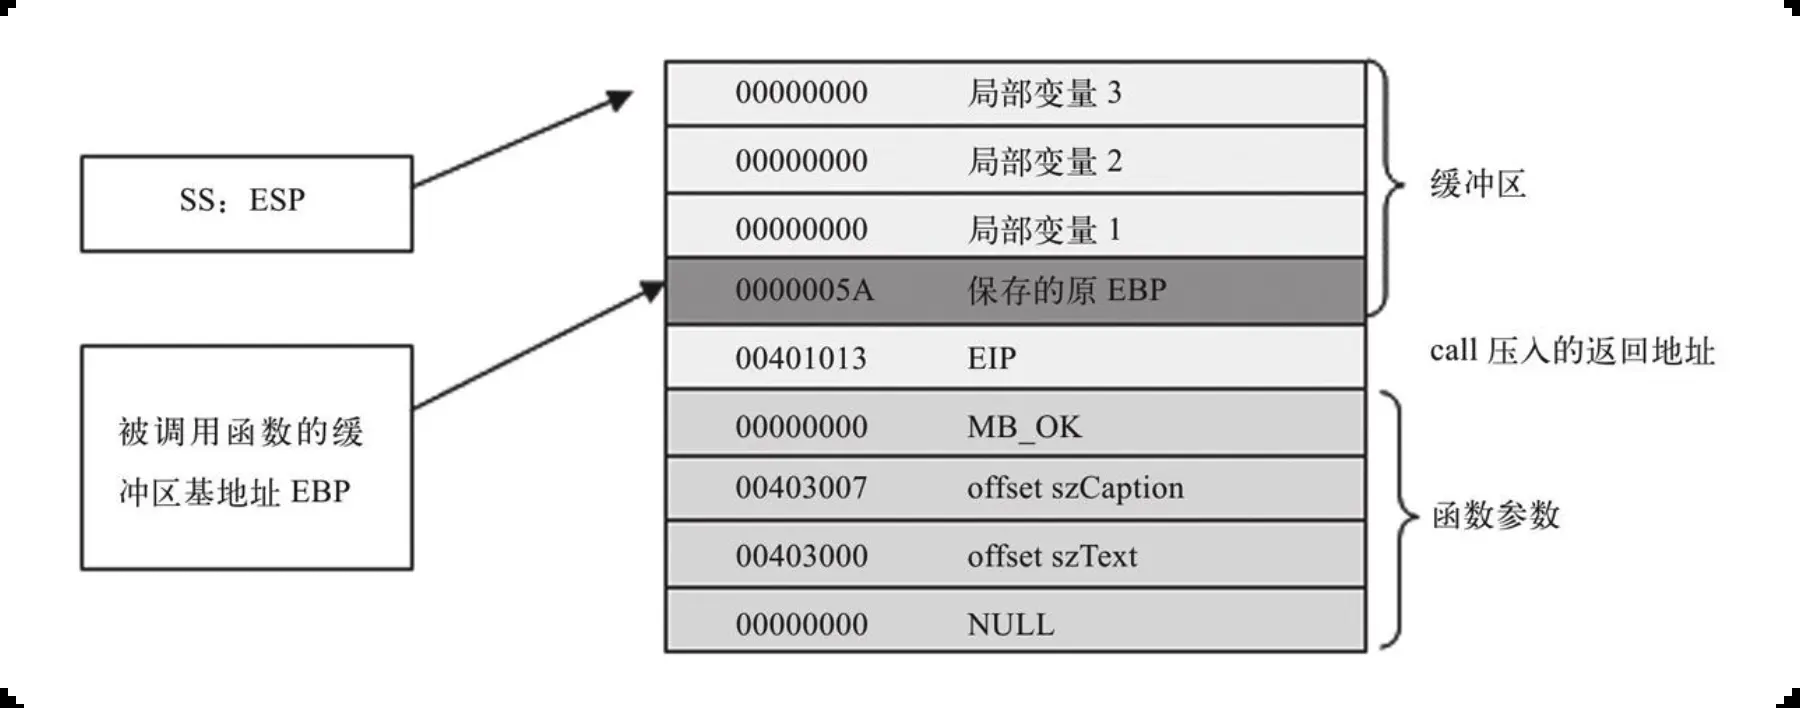 00000000 局部变量 3
00000000 局部变量 2
缓冲区
SS：ESP
00000000 局部变量 1
0000005A 保存的原 EBP
00401013 EIP
call 压入的返回地址
被调用函数的缓
冲区基地址 EBP
00000000 MB_OK
00403007 offset szCaption
函数参数
00403000 offset szText
00000000 NULL